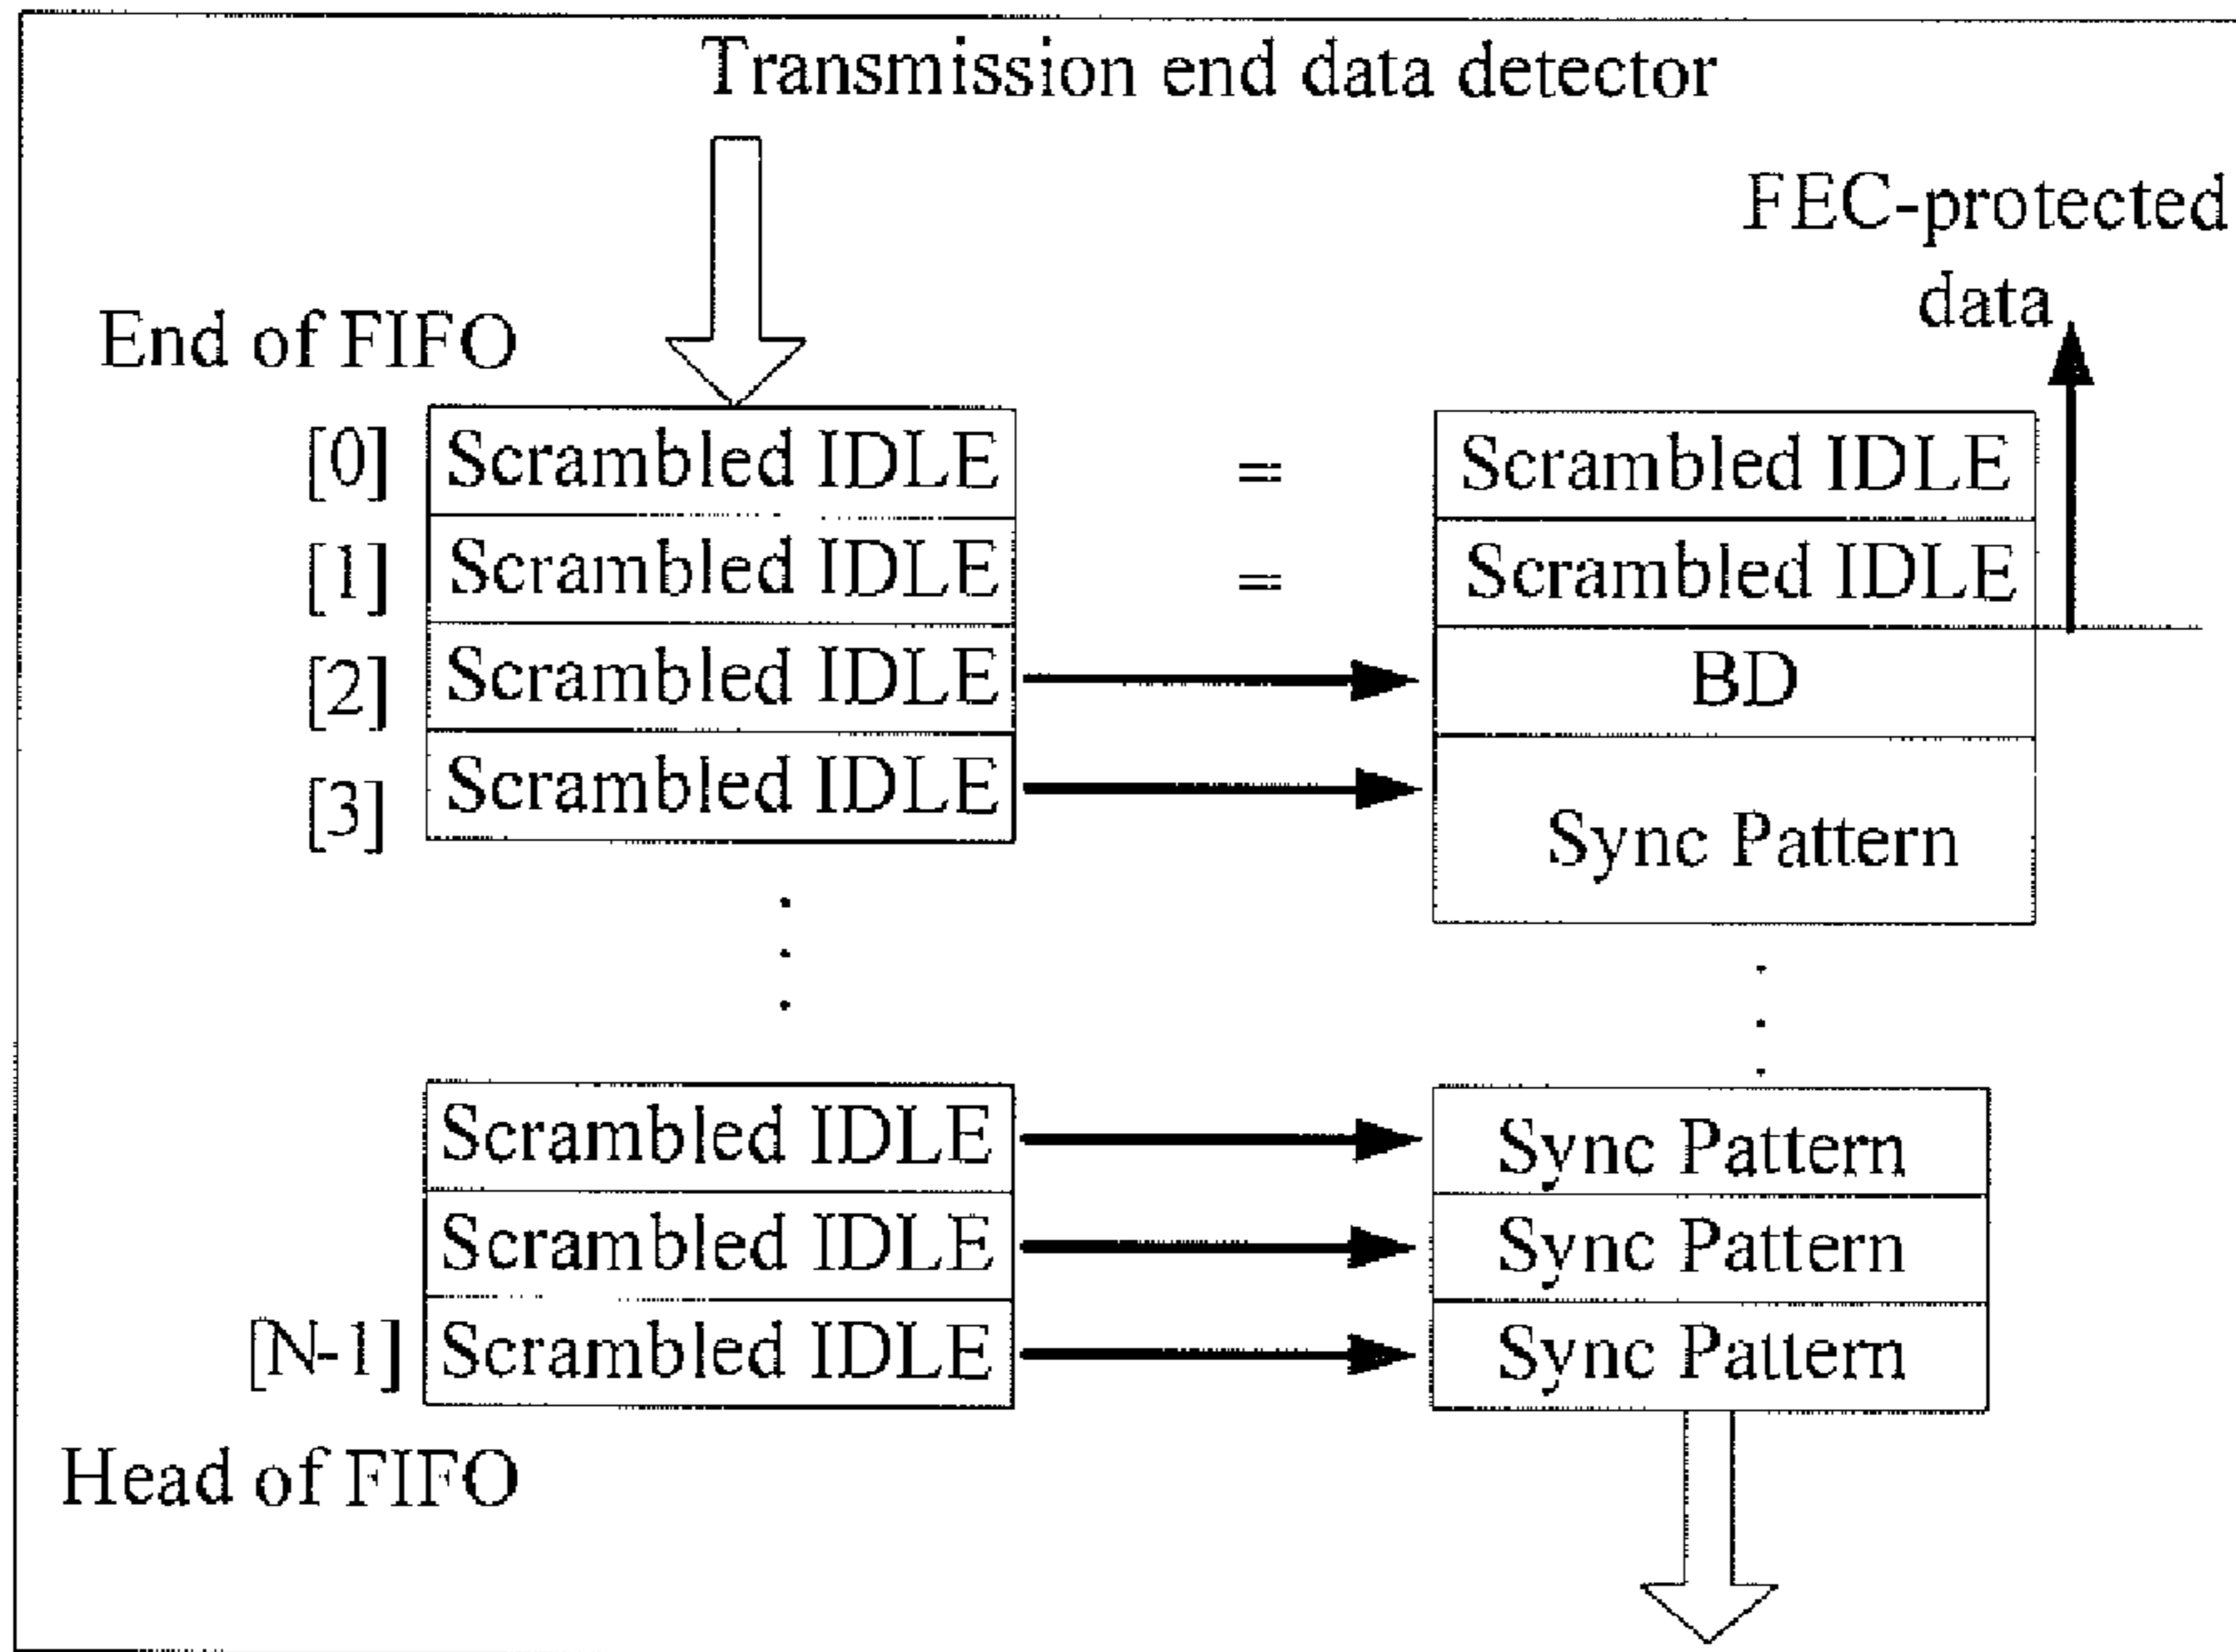 Transmission end data detector
FEC-protected
data
End of FIFO
[0] Scrambled IDLE = Scrambled IDLE
[1] Scrambled IDLE = Scrambled IDLE
[2] Scrambled IDLE BD
[3] Scrambled IDLE Sync Pattern
Scrambled IDLE Sync Pattern
Scrambled IDLE Sync Pattern
[N-1] Scrambled IDLE Sync Pattern
Head of FIFO